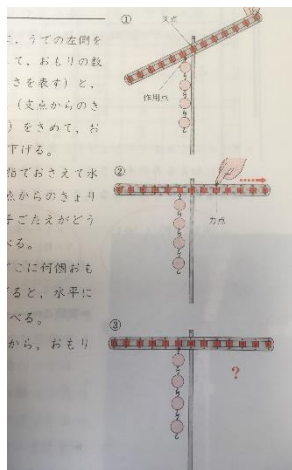 に，うでの左側を
て，おもりの数
さを表す）と，
（支点からのき
）をきめて，お
下げる。
指でおさえて水
点からのきょり
手ごたえがどう
べる。
どこに何個おも
ると，水平に
べる。
から，おもり
①
支点
作用点
②
力点
③
？